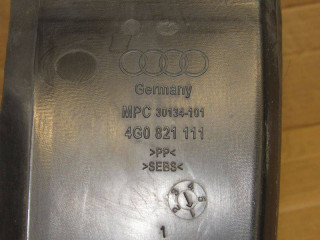 Germany
MPC 30134-101
4G0 821 111
>PP<
>SEBS<
1